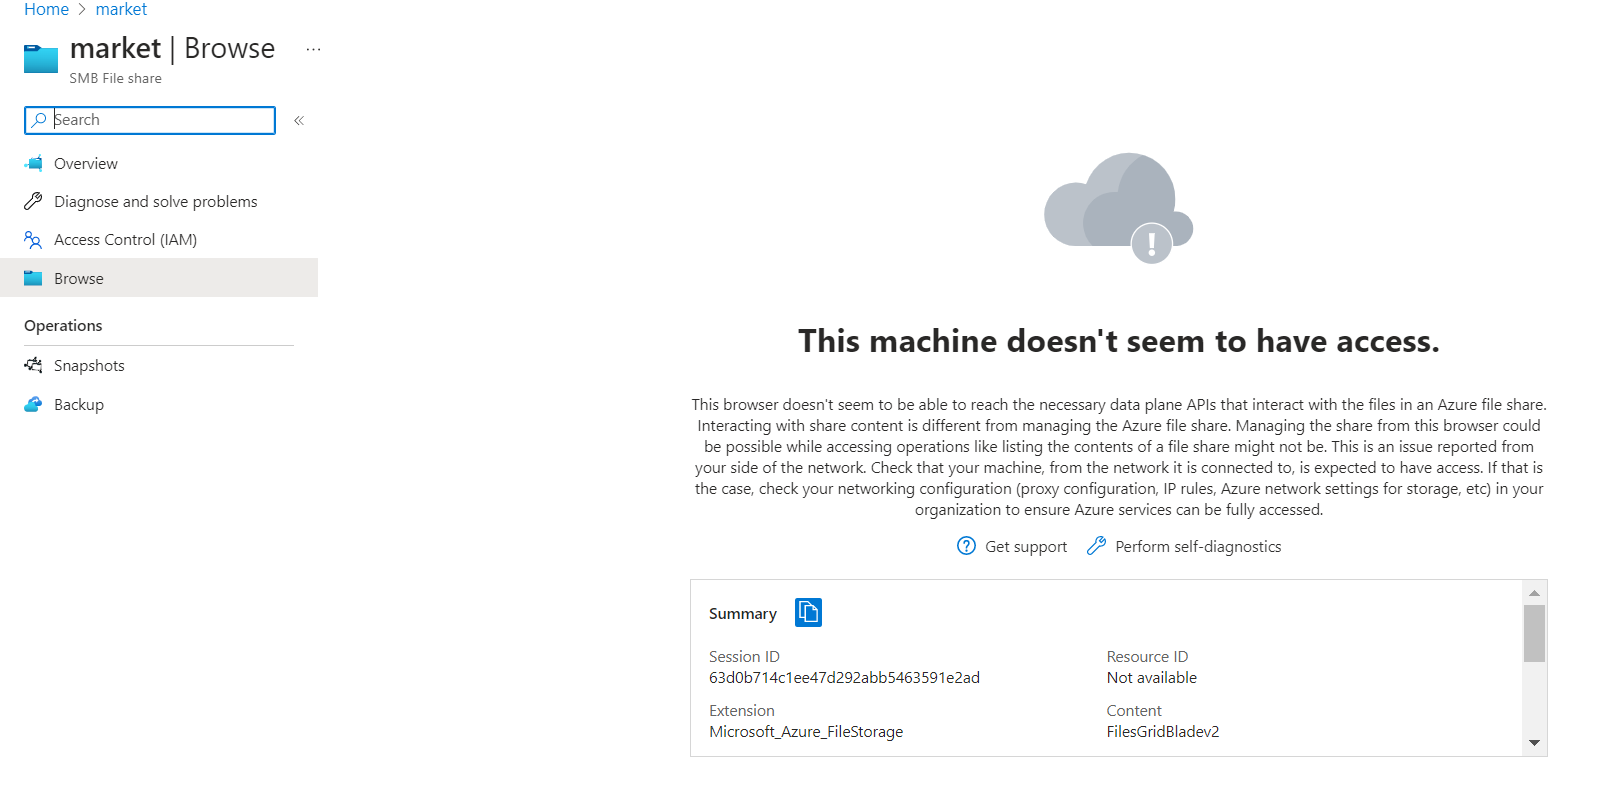 Home > market
market | Browse ...
SMB File share
Search «
Overview
Diagnose and solve problems
Access Control (IAM)
Browse
Operations
Snapshots
Backup
This machine doesn't seem to have access.
This browser doesn't seem to be able to reach the necessary data plane APIs that interact with the files in an Azure file share.
Interacting with share content is different from managing the Azure file share. Managing the share from this browser could
be possible while accessing operations like listing the contents of a file share might not be. This is an issue reported from
your side of the network. Check that your machine, from the network it is connected to, is expected to have access. If that is
the case, check your networking configuration (proxy configuration, IP rules, Azure network settings for storage, etc) in your
organization to ensure Azure services can be fully accessed.
Get support Perform self-diagnostics
Summary
Session ID Resource ID
63d0b714c1ee47d292abb5463591e2ad Not available
Extension Content
Microsoft_Azure_FileStorage FilesGridBladev2